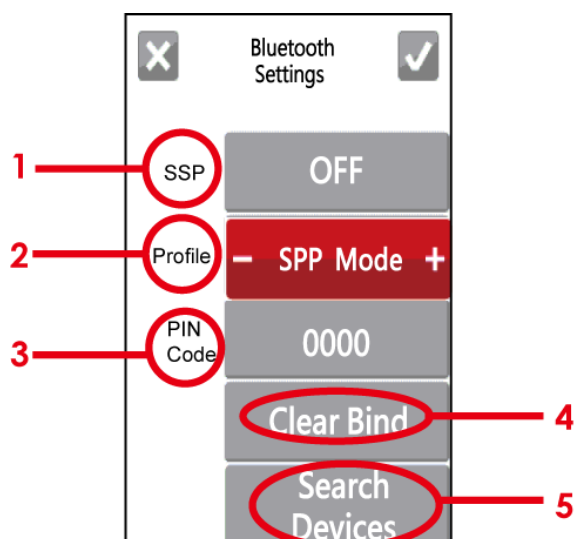 Bluetooth
Settings
1
SSP
OFF
2
Profile
− SPP Mode +
3
PIN
Code
0000
Clear Bind
4
Search
Devices
5